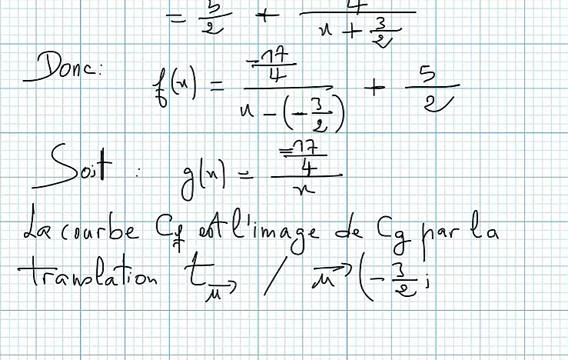 = 5/2 + 4/(x + 3/2)
Donc: f(x) = (-17/4)/(x - (-3/2)) + 5/2
Soit : g(x) = (-17/4)/x
La courbe Cf est l'image de Cg par la
translation t_u→ / u→(-3/2;